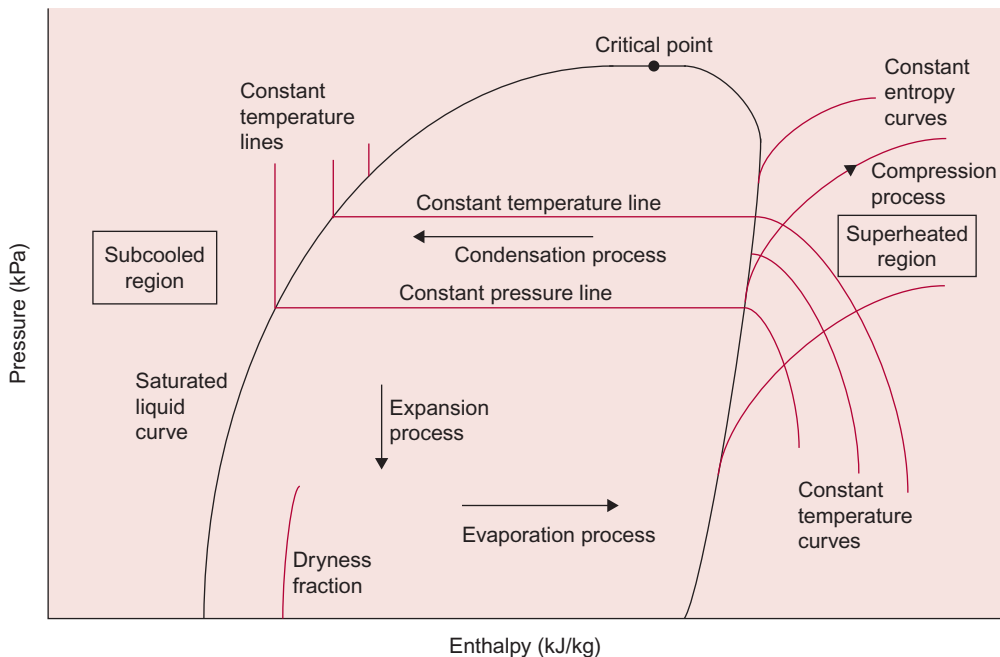 Critical point
Constant
entropy
curves
Constant
temperature
lines
Compression
process
Constant temperature line
Superheated
region
Subcooled
region
Condensation process
Constant pressure line
Pressure (kPa)
Saturated
liquid
curve
Expansion
process
Constant
temperature
curves
Evaporation process
Dryness
fraction
Enthalpy (kJ/kg)